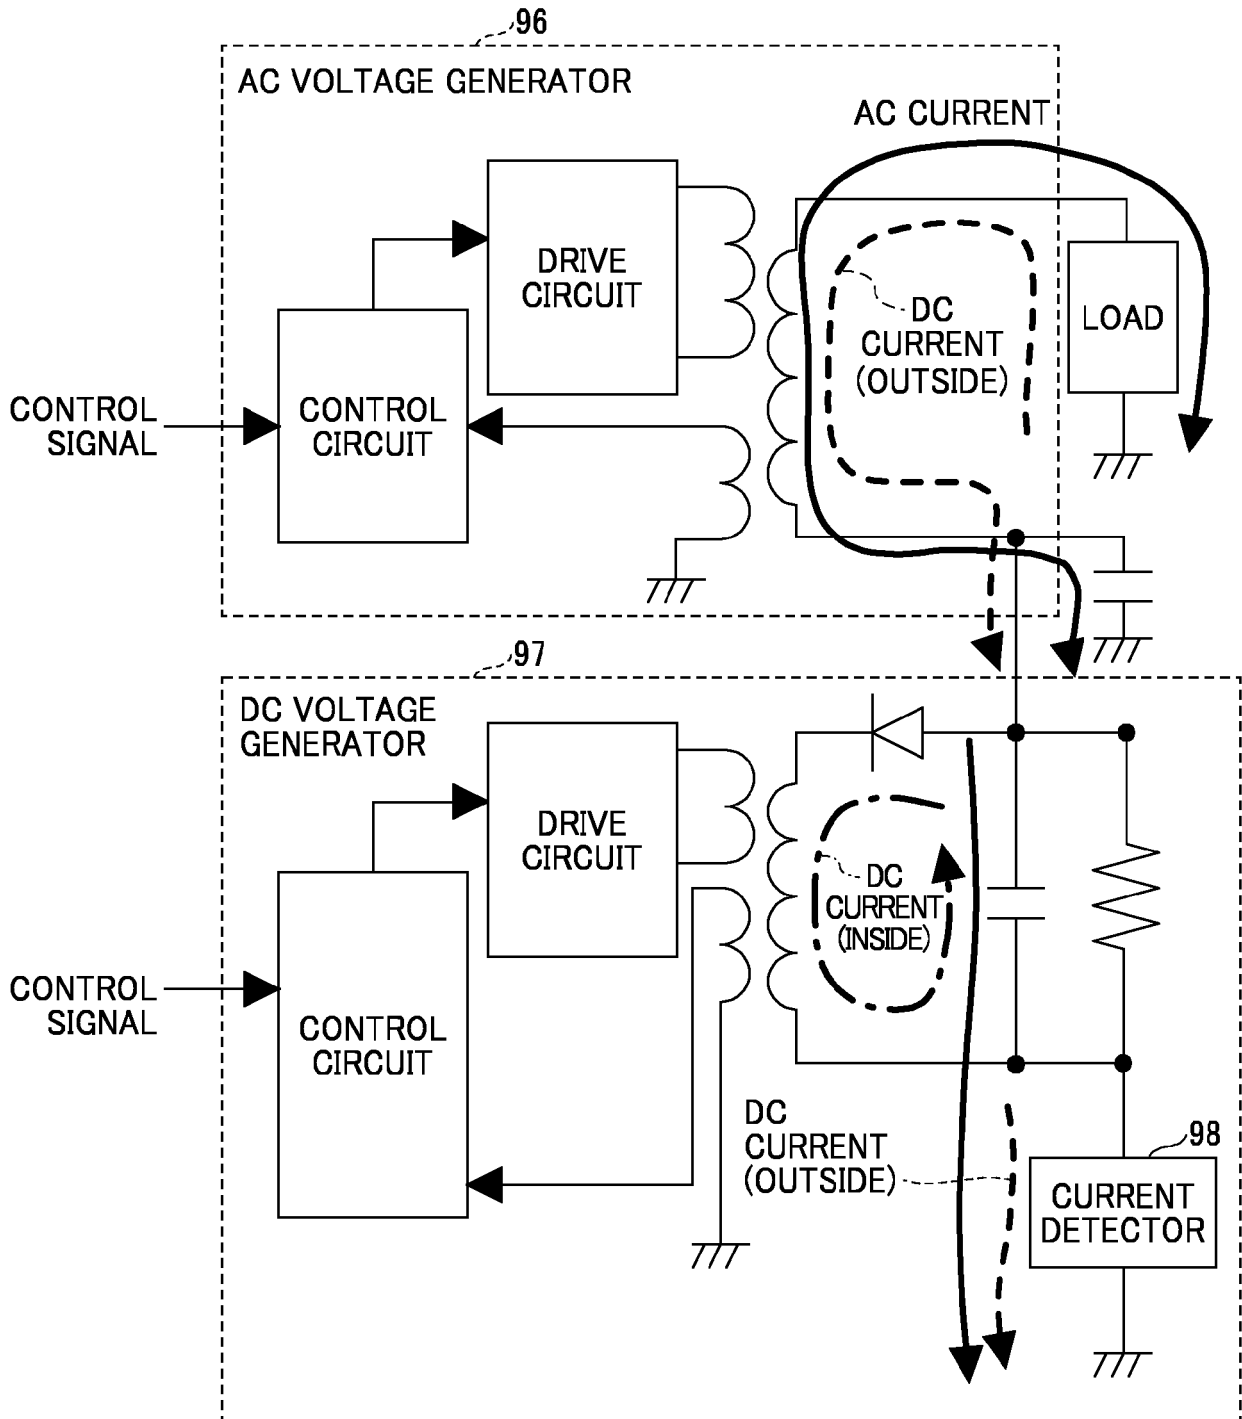 96
AC VOLTAGE GENERATOR
AC CURRENT
DRIVE
CIRCUIT
DC
CURRENT
(OUTSIDE)
LOAD
CONTROL
SIGNAL
CONTROL
CIRCUIT
97
DC VOLTAGE
GENERATOR
DRIVE
CIRCUIT
DC
CURRENT
(INSIDE)
CONTROL
SIGNAL
CONTROL
CIRCUIT
DC
CURRENT
(OUTSIDE)
98
CURRENT
DETECTOR